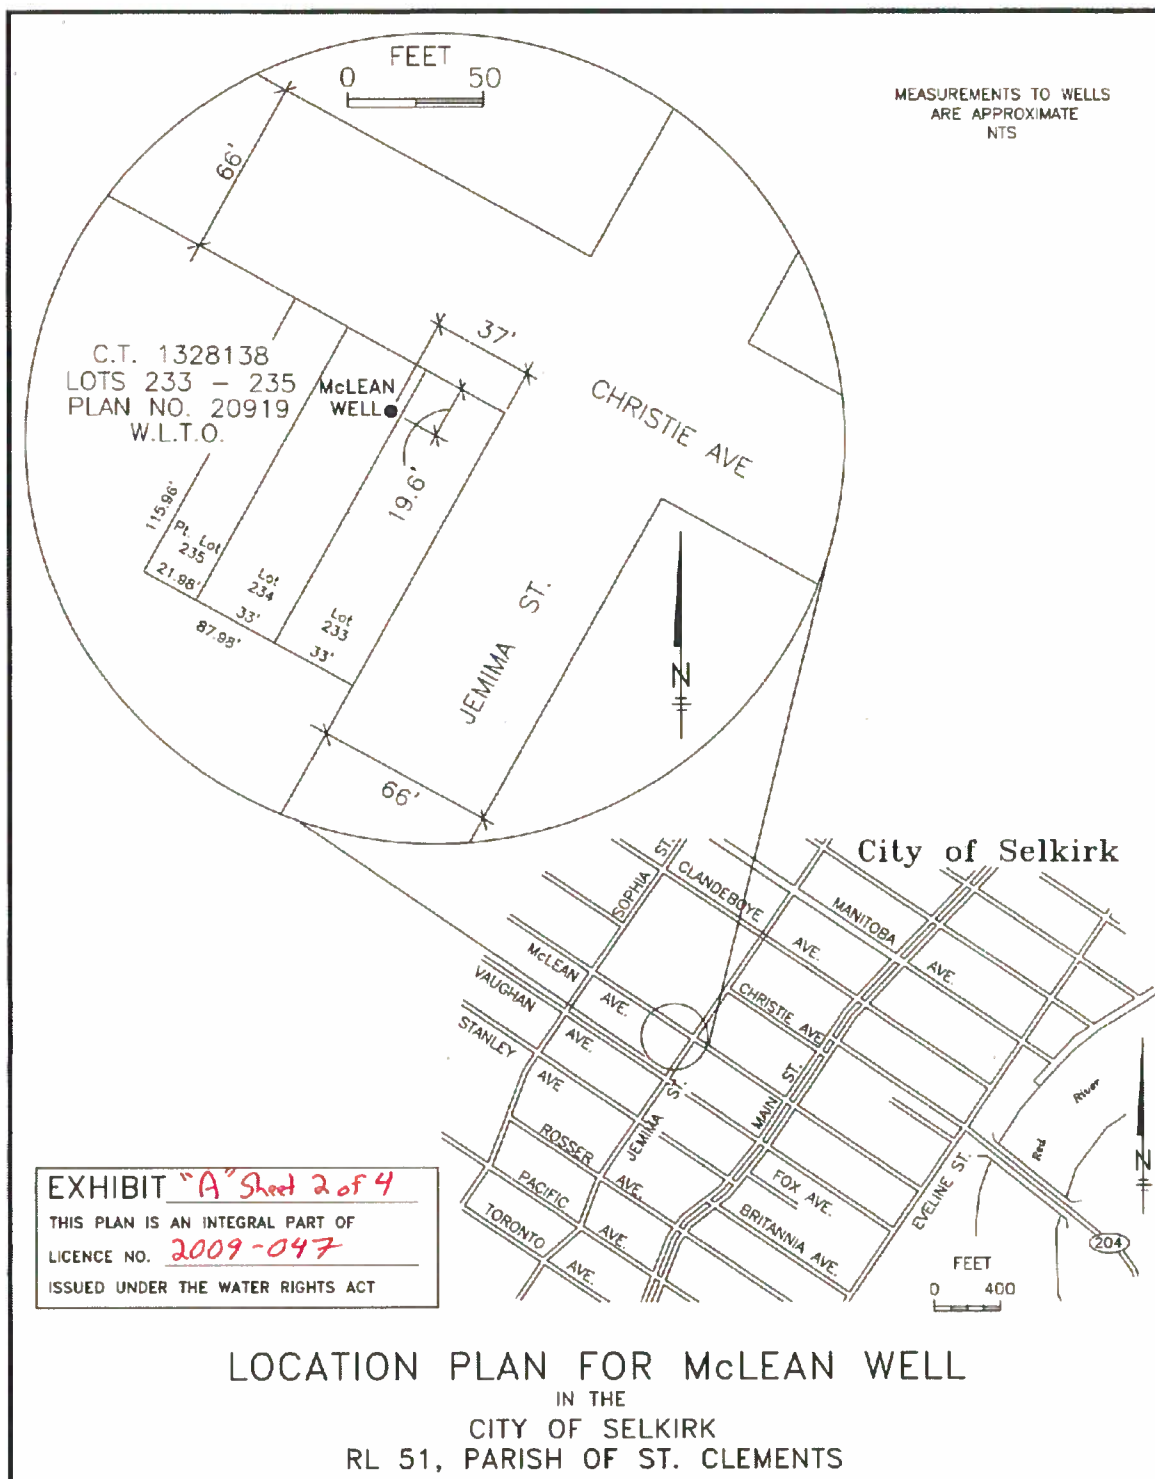 FEET
0 50
MEASUREMENTS TO WELLS
ARE APPROXIMATE
NTS
66'
37'
C.T. 1328138
LOTS 233 - 235
PLAN NO. 20919
W.L.T.O.
McLEAN
WELL
CHRISTIE AVE
19.6'
115.96'
Pt. Lot
235
21.98'
Lot
234
33'
87.98'
Lot
233
33'
JEMIMA ST.
N
66'
City of Selkirk
SOPHIA ST.
CLANDEBOYE AVE.
MANITOBA AVE.
McLEAN AVE.
VAUGHAN AVE.
STANLEY AVE
CHRISTIE AVE
JEMIMA ST.
MAIN ST.
ROSSER AVE.
PACIFIC AVE.
TORONTO AVE.
FOX AVE.
BRITANNIA AVE.
EVELINE ST.
Red River
N
204
FEET
0 400
EXHIBIT "A" Sheet 2 of 4
THIS PLAN IS AN INTEGRAL PART OF
LICENCE NO. 2009-047
ISSUED UNDER THE WATER RIGHTS ACT
LOCATION PLAN FOR McLEAN WELL
IN THE
CITY OF SELKIRK
RL 51, PARISH OF ST. CLEMENTS